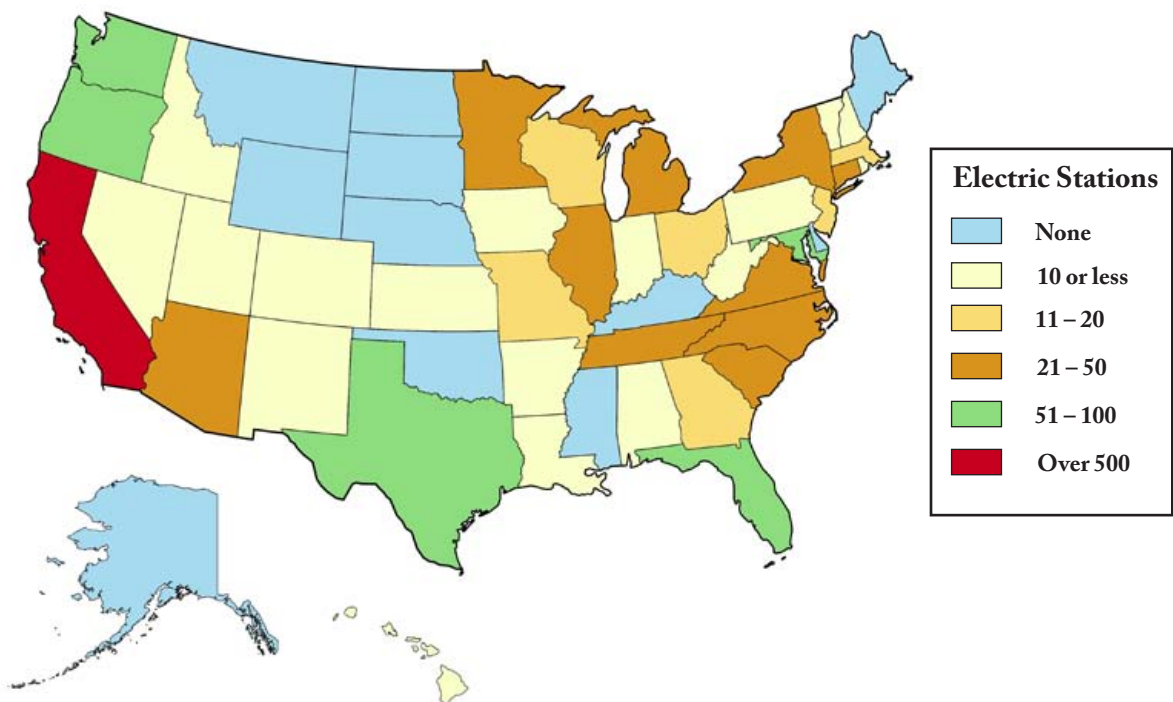 Electric Stations
None
10 or less
11 – 20
21 – 50
51 – 100
Over 500